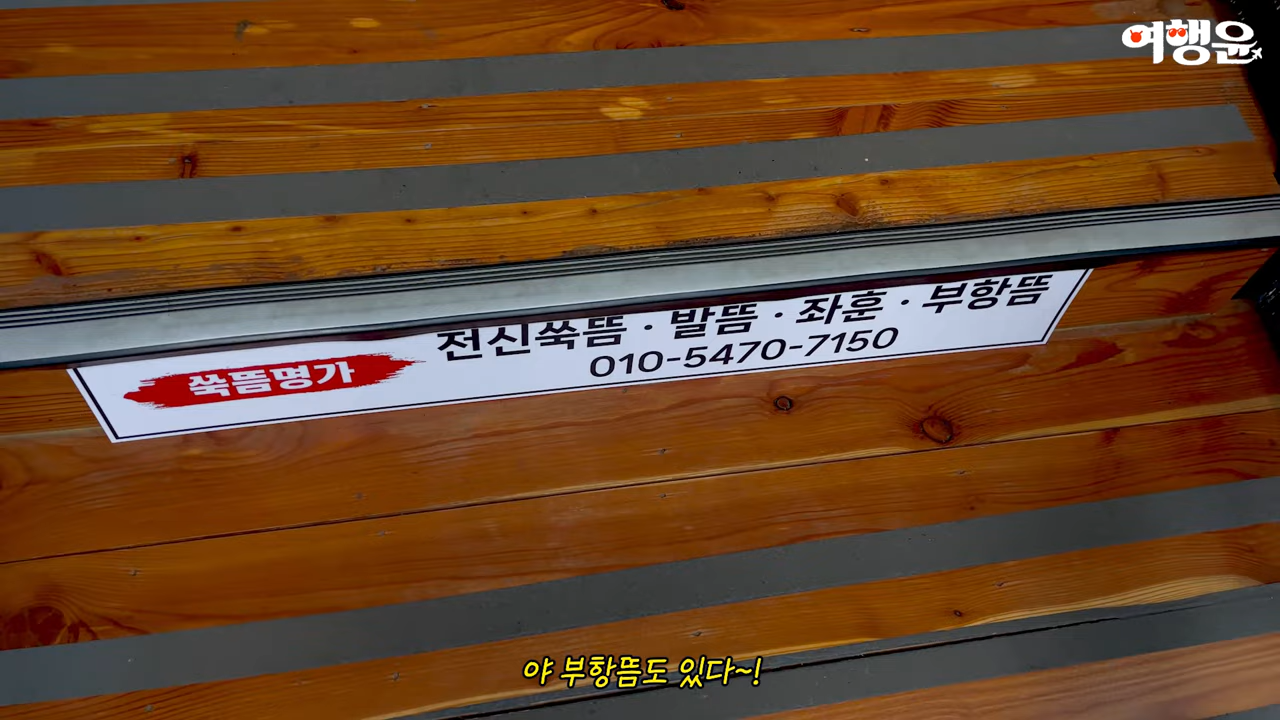 여행윤
전신쑥뜸 · 발뜸 · 좌훈 · 부항뜸
쑥뜸명가
010-5470-7150
야 부항뜸도 있다~!